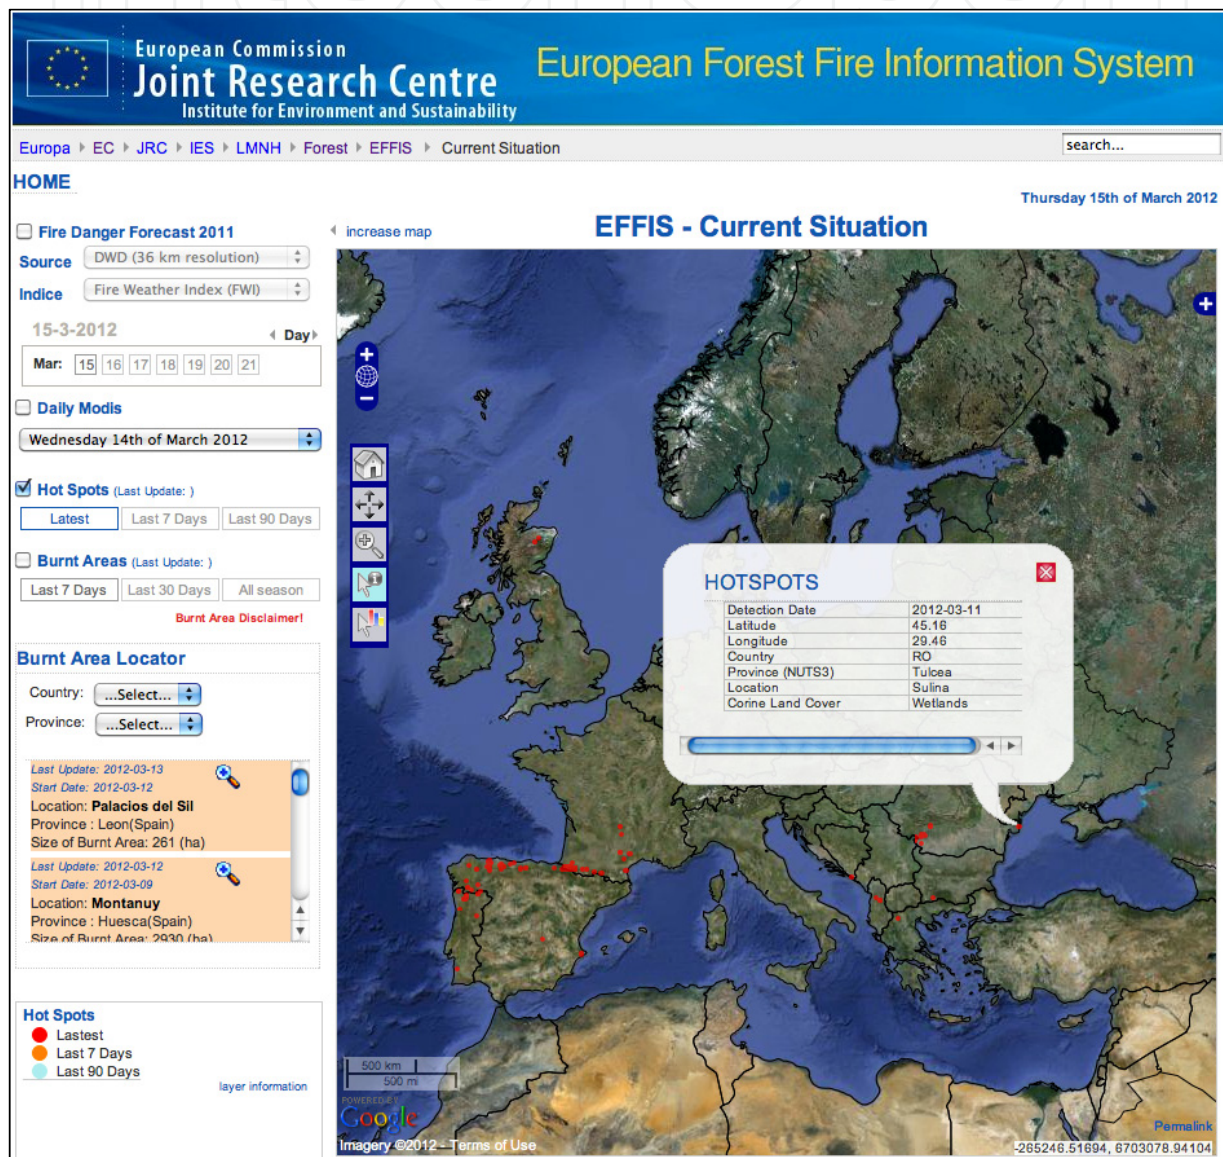 European Commission
Joint Research Centre
Institute for Environment and Sustainability
European Forest Fire Information System
Europa EC JRC IES LMNH Forest EFFIS Current Situation
search...
HOME
Thursday 15th of March 2012
Fire Danger Forecast 2011
Source DWD (36 km resolution)
Indice Fire Weather Index (FWI)
15-3-2012 Day
Mar: 15 16 17 18 19 20 21
Daily Modis
Wednesday 14th of March 2012
Hot Spots (Last Update: )
Latest Last 7 Days Last 90 Days
Burnt Areas (Last Update: )
Last 7 Days Last 30 Days All season
Burnt Area Disclaimer!
Burnt Area Locator
Country: ...Select...
Province: ...Select...
Last Update: 2012-03-13
Start Date: 2012-03-12
Location: Palacios del Sil
Province : Leon(Spain)
Size of Burnt Area: 261 (ha)
Last Update: 2012-03-12
Start Date: 2012-03-09
Location: Montanuy
Province : Huesca(Spain)
Size of Burnt Area: 2930 (ha)
Hot Spots
Lastest
Last 7 Days
Last 90 Days
layer information
increase map
EFFIS - Current Situation
HOTSPOTS
Detection Date 2012-03-11
Latitude 45.16
Longitude 29.46
Country RO
Province (NUTS3) Tulcea
Location Sulina
Corine Land Cover Wetlands
500 km
500 mi
POWERED BY
Google
Imagery ©2012 - Terms of Use
Permalink
-265246.51694, 6703078.94104